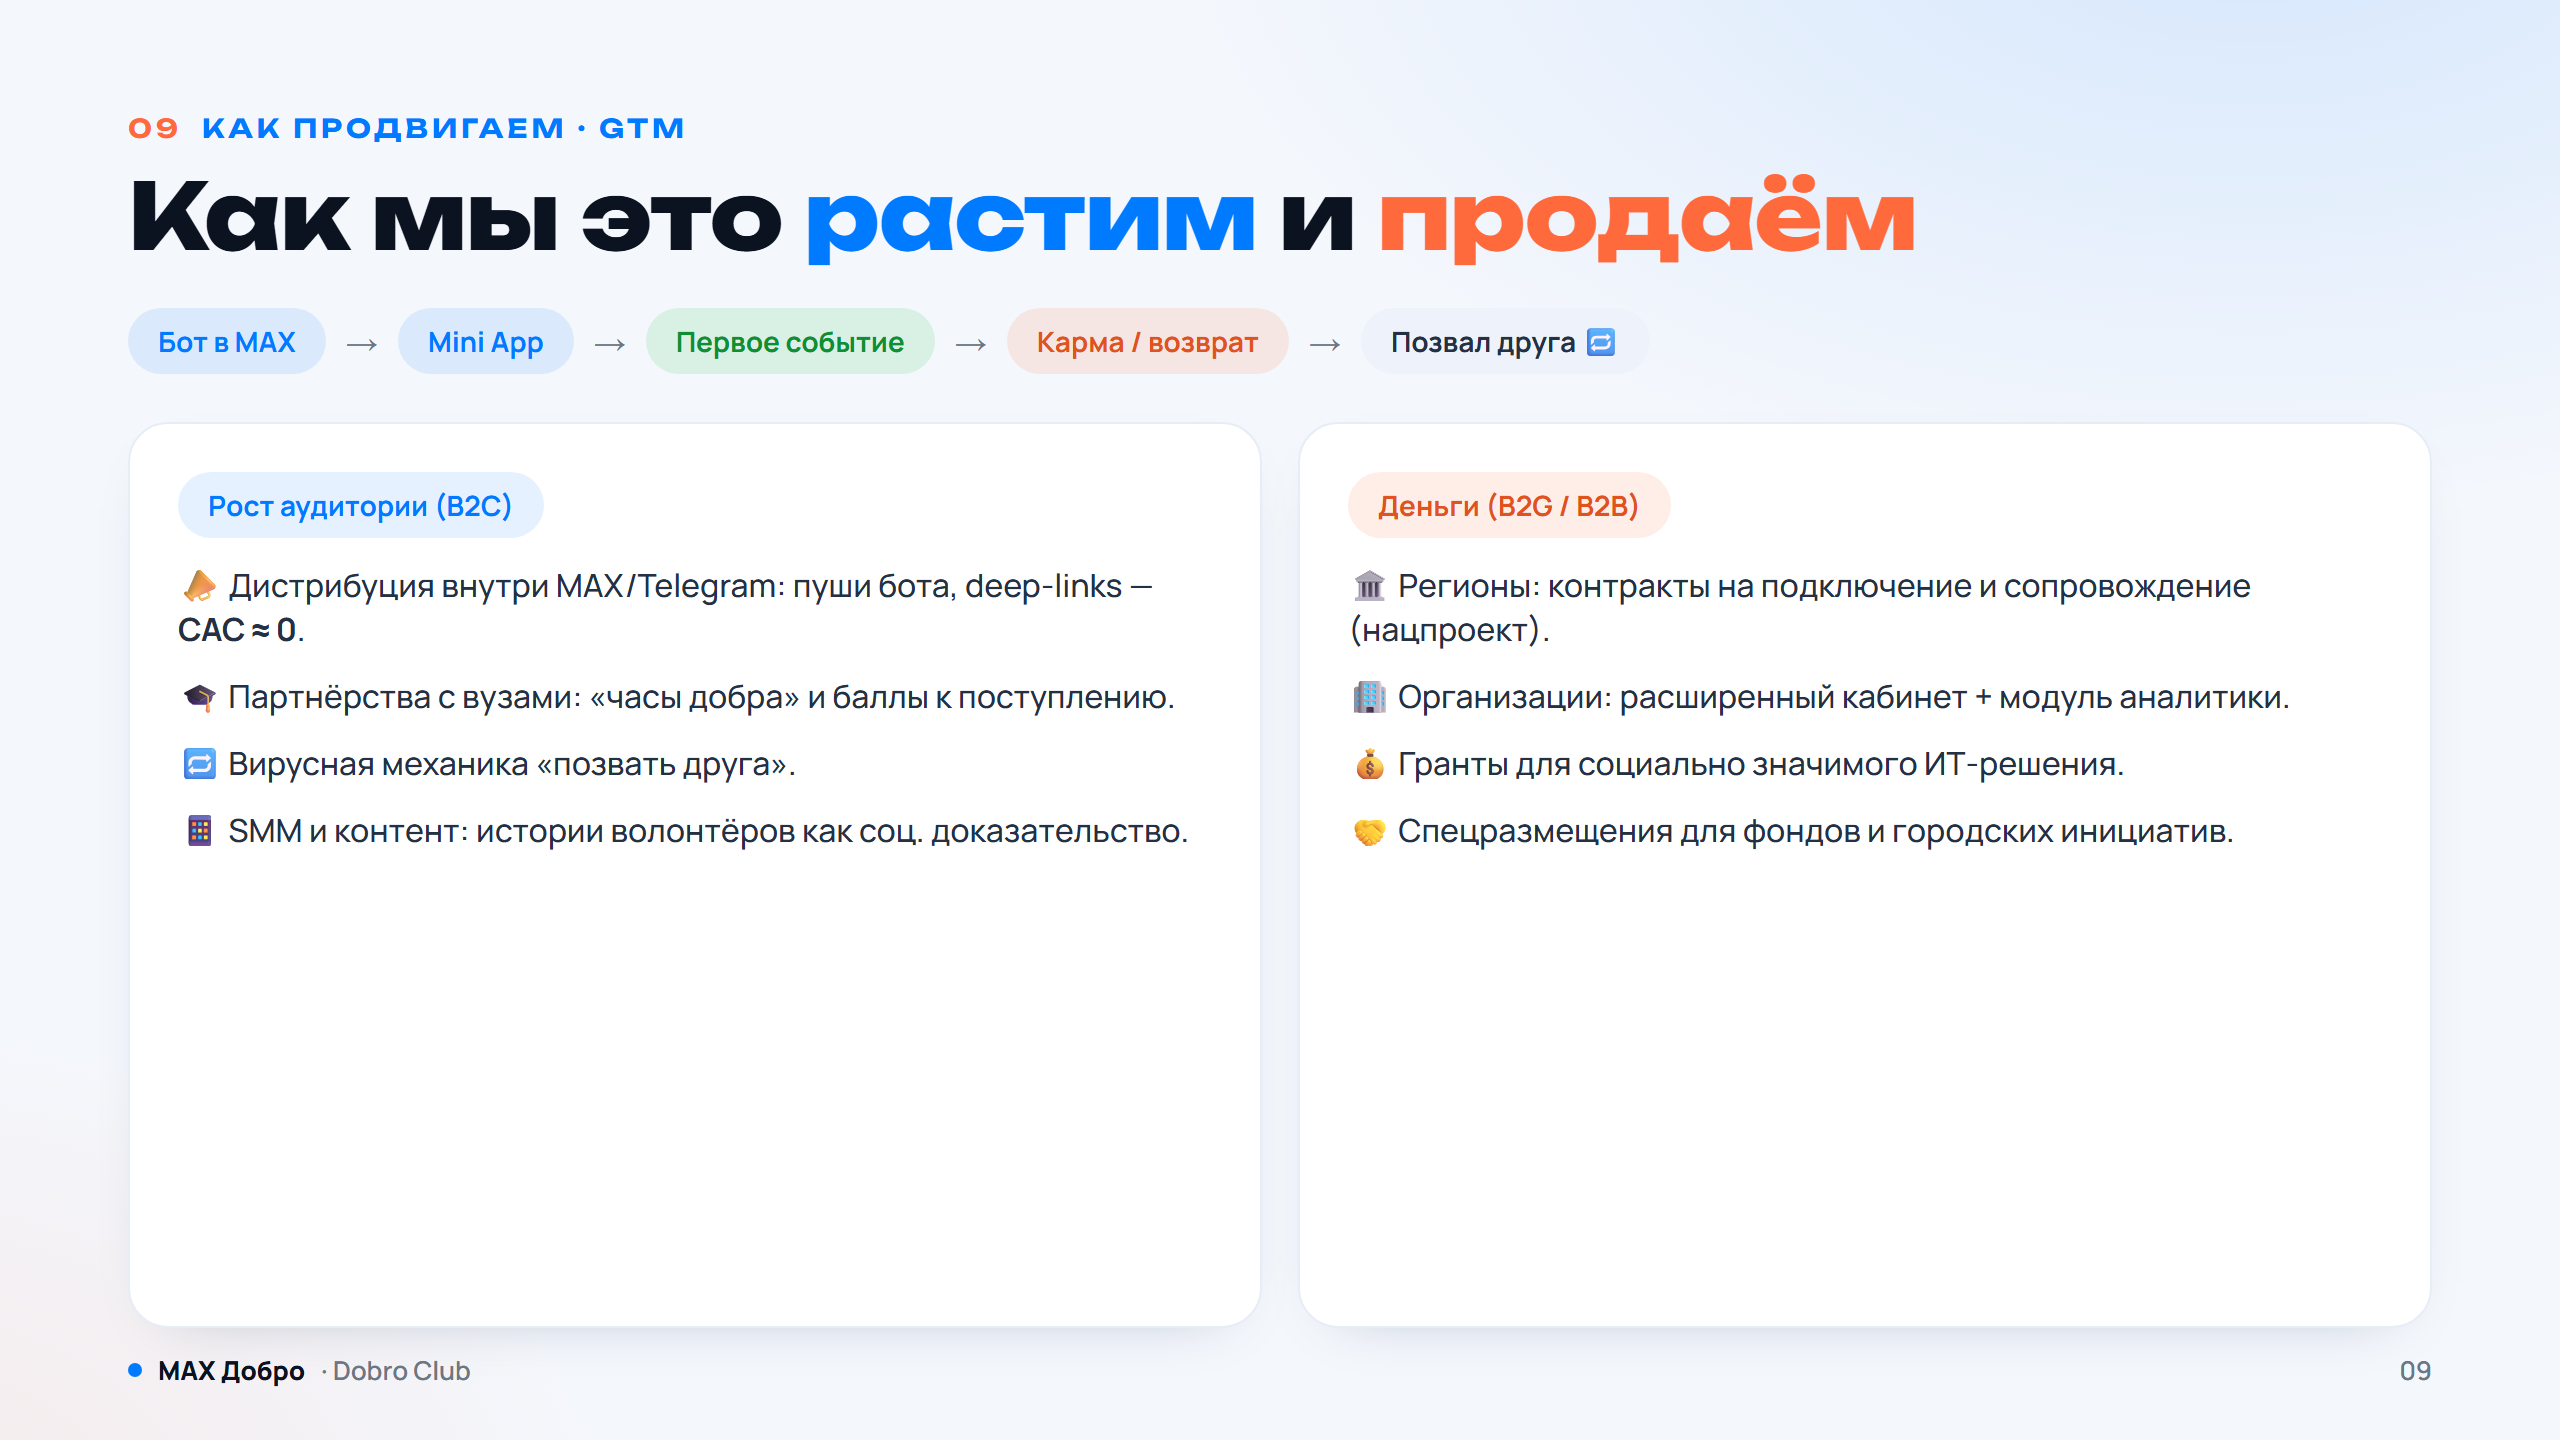 09 КАК ПРОДВИГАЕМ · GTM
Как мы это растим и продаём
Бот в MAX → Mini App → Первое событие → Карма / возврат → Позвал друга 🔁
Рост аудитории (B2C)
📣 Дистрибуция внутри MAX/Telegram: пуши бота, deep-links —
CAC ≈ 0.
🎓 Партнёрства с вузами: «часы добра» и баллы к поступлению.
🔁 Вирусная механика «позвать друга».
📱 SMM и контент: истории волонтёров как соц. доказательство.
Деньги (B2G / B2B)
🏛️ Регионы: контракты на подключение и сопровождение
(нацпроект).
🏢 Организации: расширенный кабинет + модуль аналитики.
💰 Гранты для социально значимого ИТ-решения.
🤝 Спецразмещения для фондов и городских инициатив.
MAX Добро · Dobro Club
09